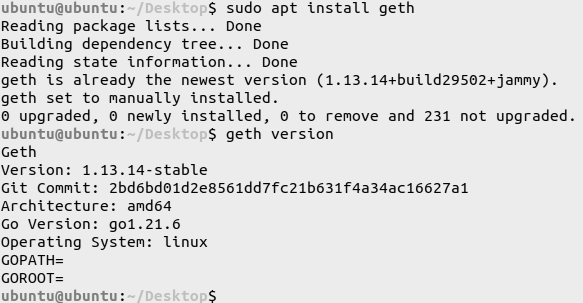 ubuntu@ubuntu:~/Desktop$ sudo apt install geth
Reading package lists... Done
Building dependency tree... Done
Reading state information... Done
geth is already the newest version (1.13.14+build29502+jammy).
geth set to manually installed.
0 upgraded, 0 newly installed, 0 to remove and 231 not upgraded.
ubuntu@ubuntu:~/Desktop$ geth version
Geth
Version: 1.13.14-stable
Git Commit: 2bd6bd01d2e8561dd7fc21b631f4a34ac16627a1
Architecture: amd64
Go Version: go1.21.6
Operating System: linux
GOPATH=
GOROOT=
ubuntu@ubuntu:~/Desktop$